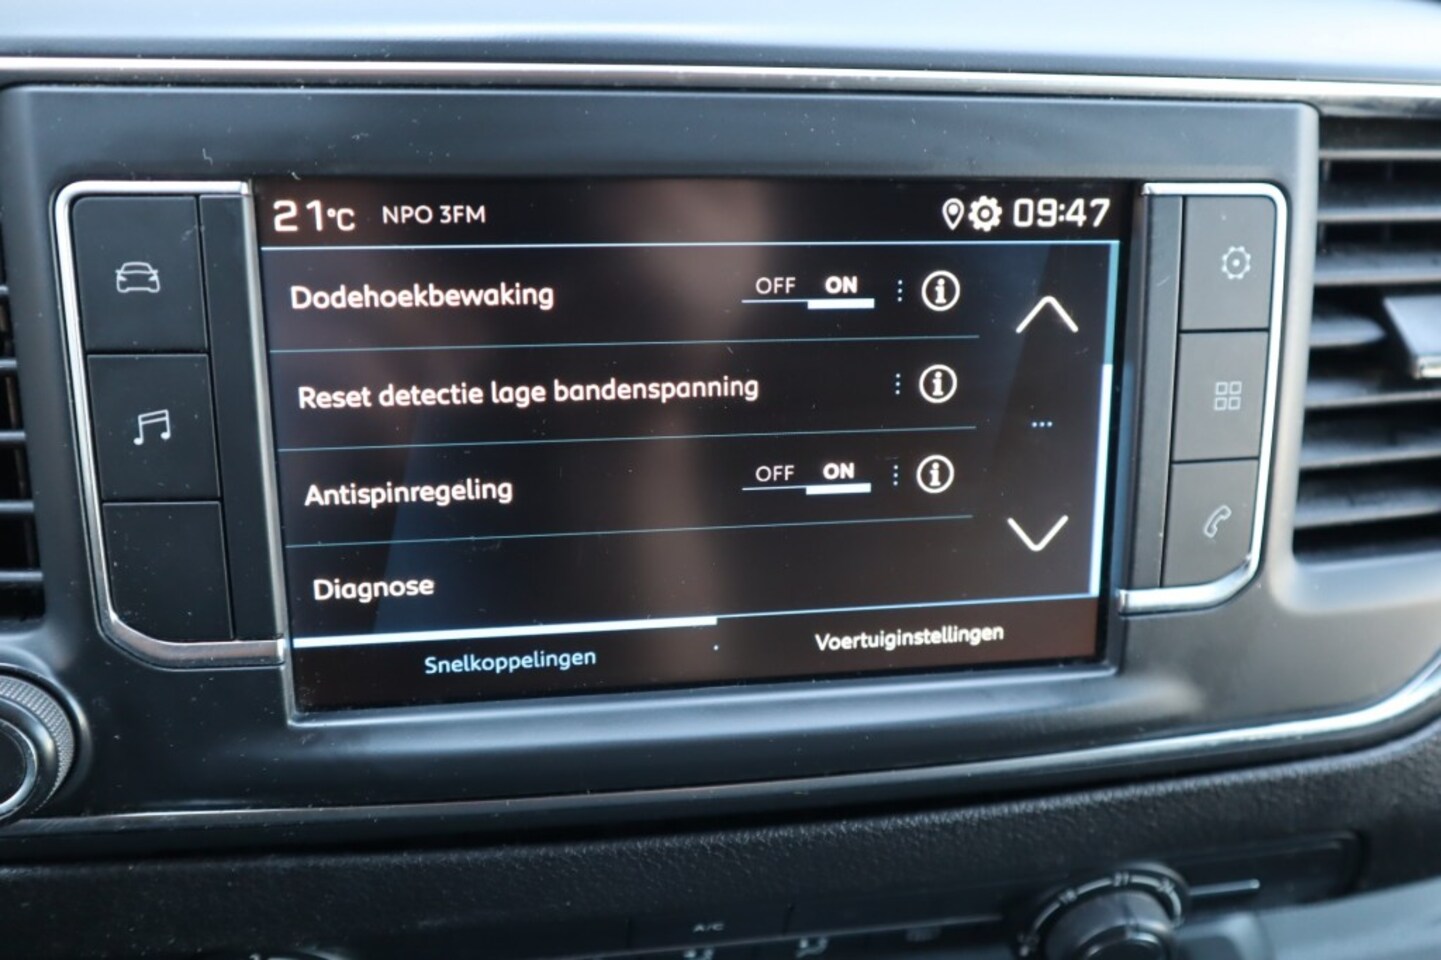 21°C NPO 3FM 09:47
Dodehoekbewaking OFF ON
Reset detectie lage bandenspanning
Antispinregeling OFF ON
Diagnose
Snelkoppelingen Voertuiginstellingen
A/C